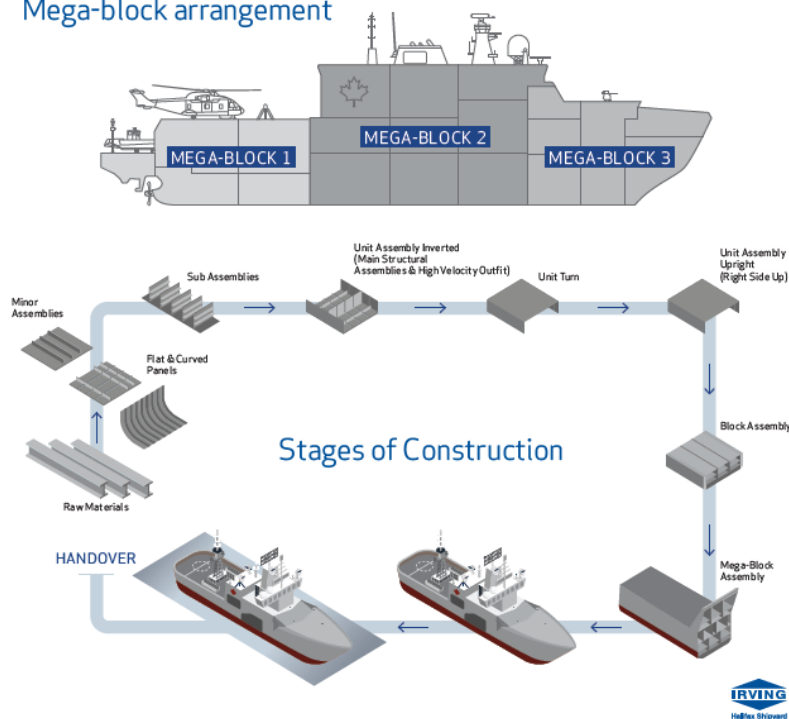 Mega-block arrangement
MEGA-BLOCK 1
MEGA-BLOCK 2
MEGA-BLOCK 3
Unit Assembly Inverted
(Main Structural
Assemblies & High Velocity Outfit)
Unit Assembly
Upright
(Right Side Up)
Sub Assemblies
Unit Turn
Minor
Assemblies
Flat & Curved
Panels
Block Assembly
Stages of Construction
Raw Materials
HANDOVER
Mega-Block
Assembly
IRVING
Halifax Shipyard